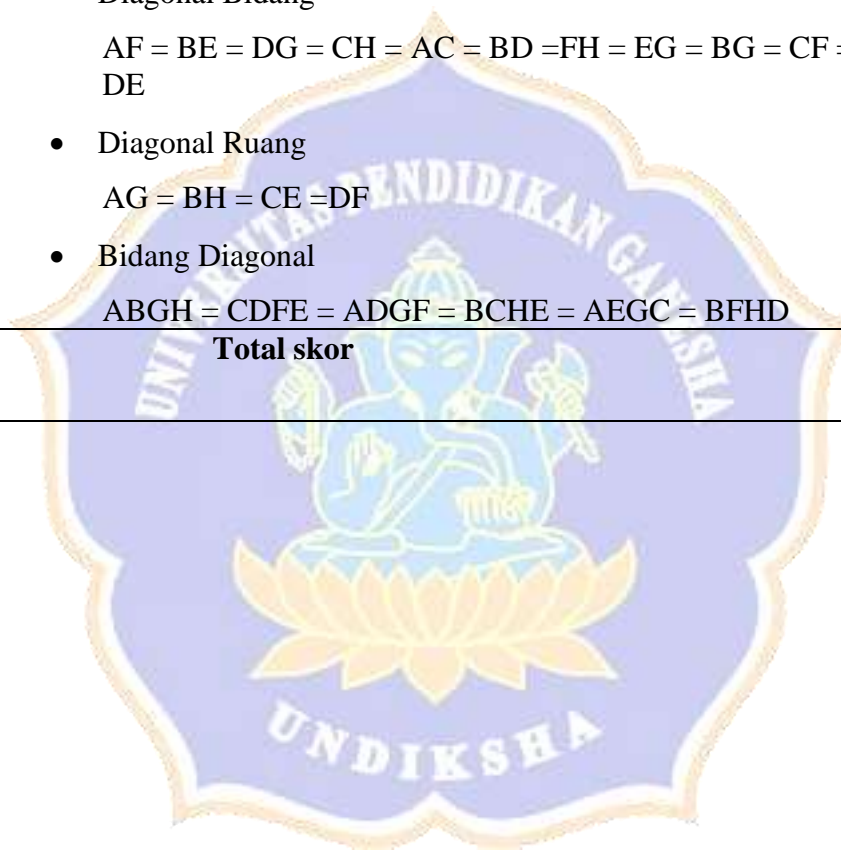 Diagonal Bidang
AF = BE = DG = CH = AC = BD =FH = EG = BG = CF =
DE
• Diagonal Ruang
AG = BH = CE =DF
• Bidang Diagonal
ABGH = CDFE = ADGF = BCHE = AEGC = BFHD
Total skor
UNIVERSITAS PENDIDIKAN GANESHA
UNDIKSHA